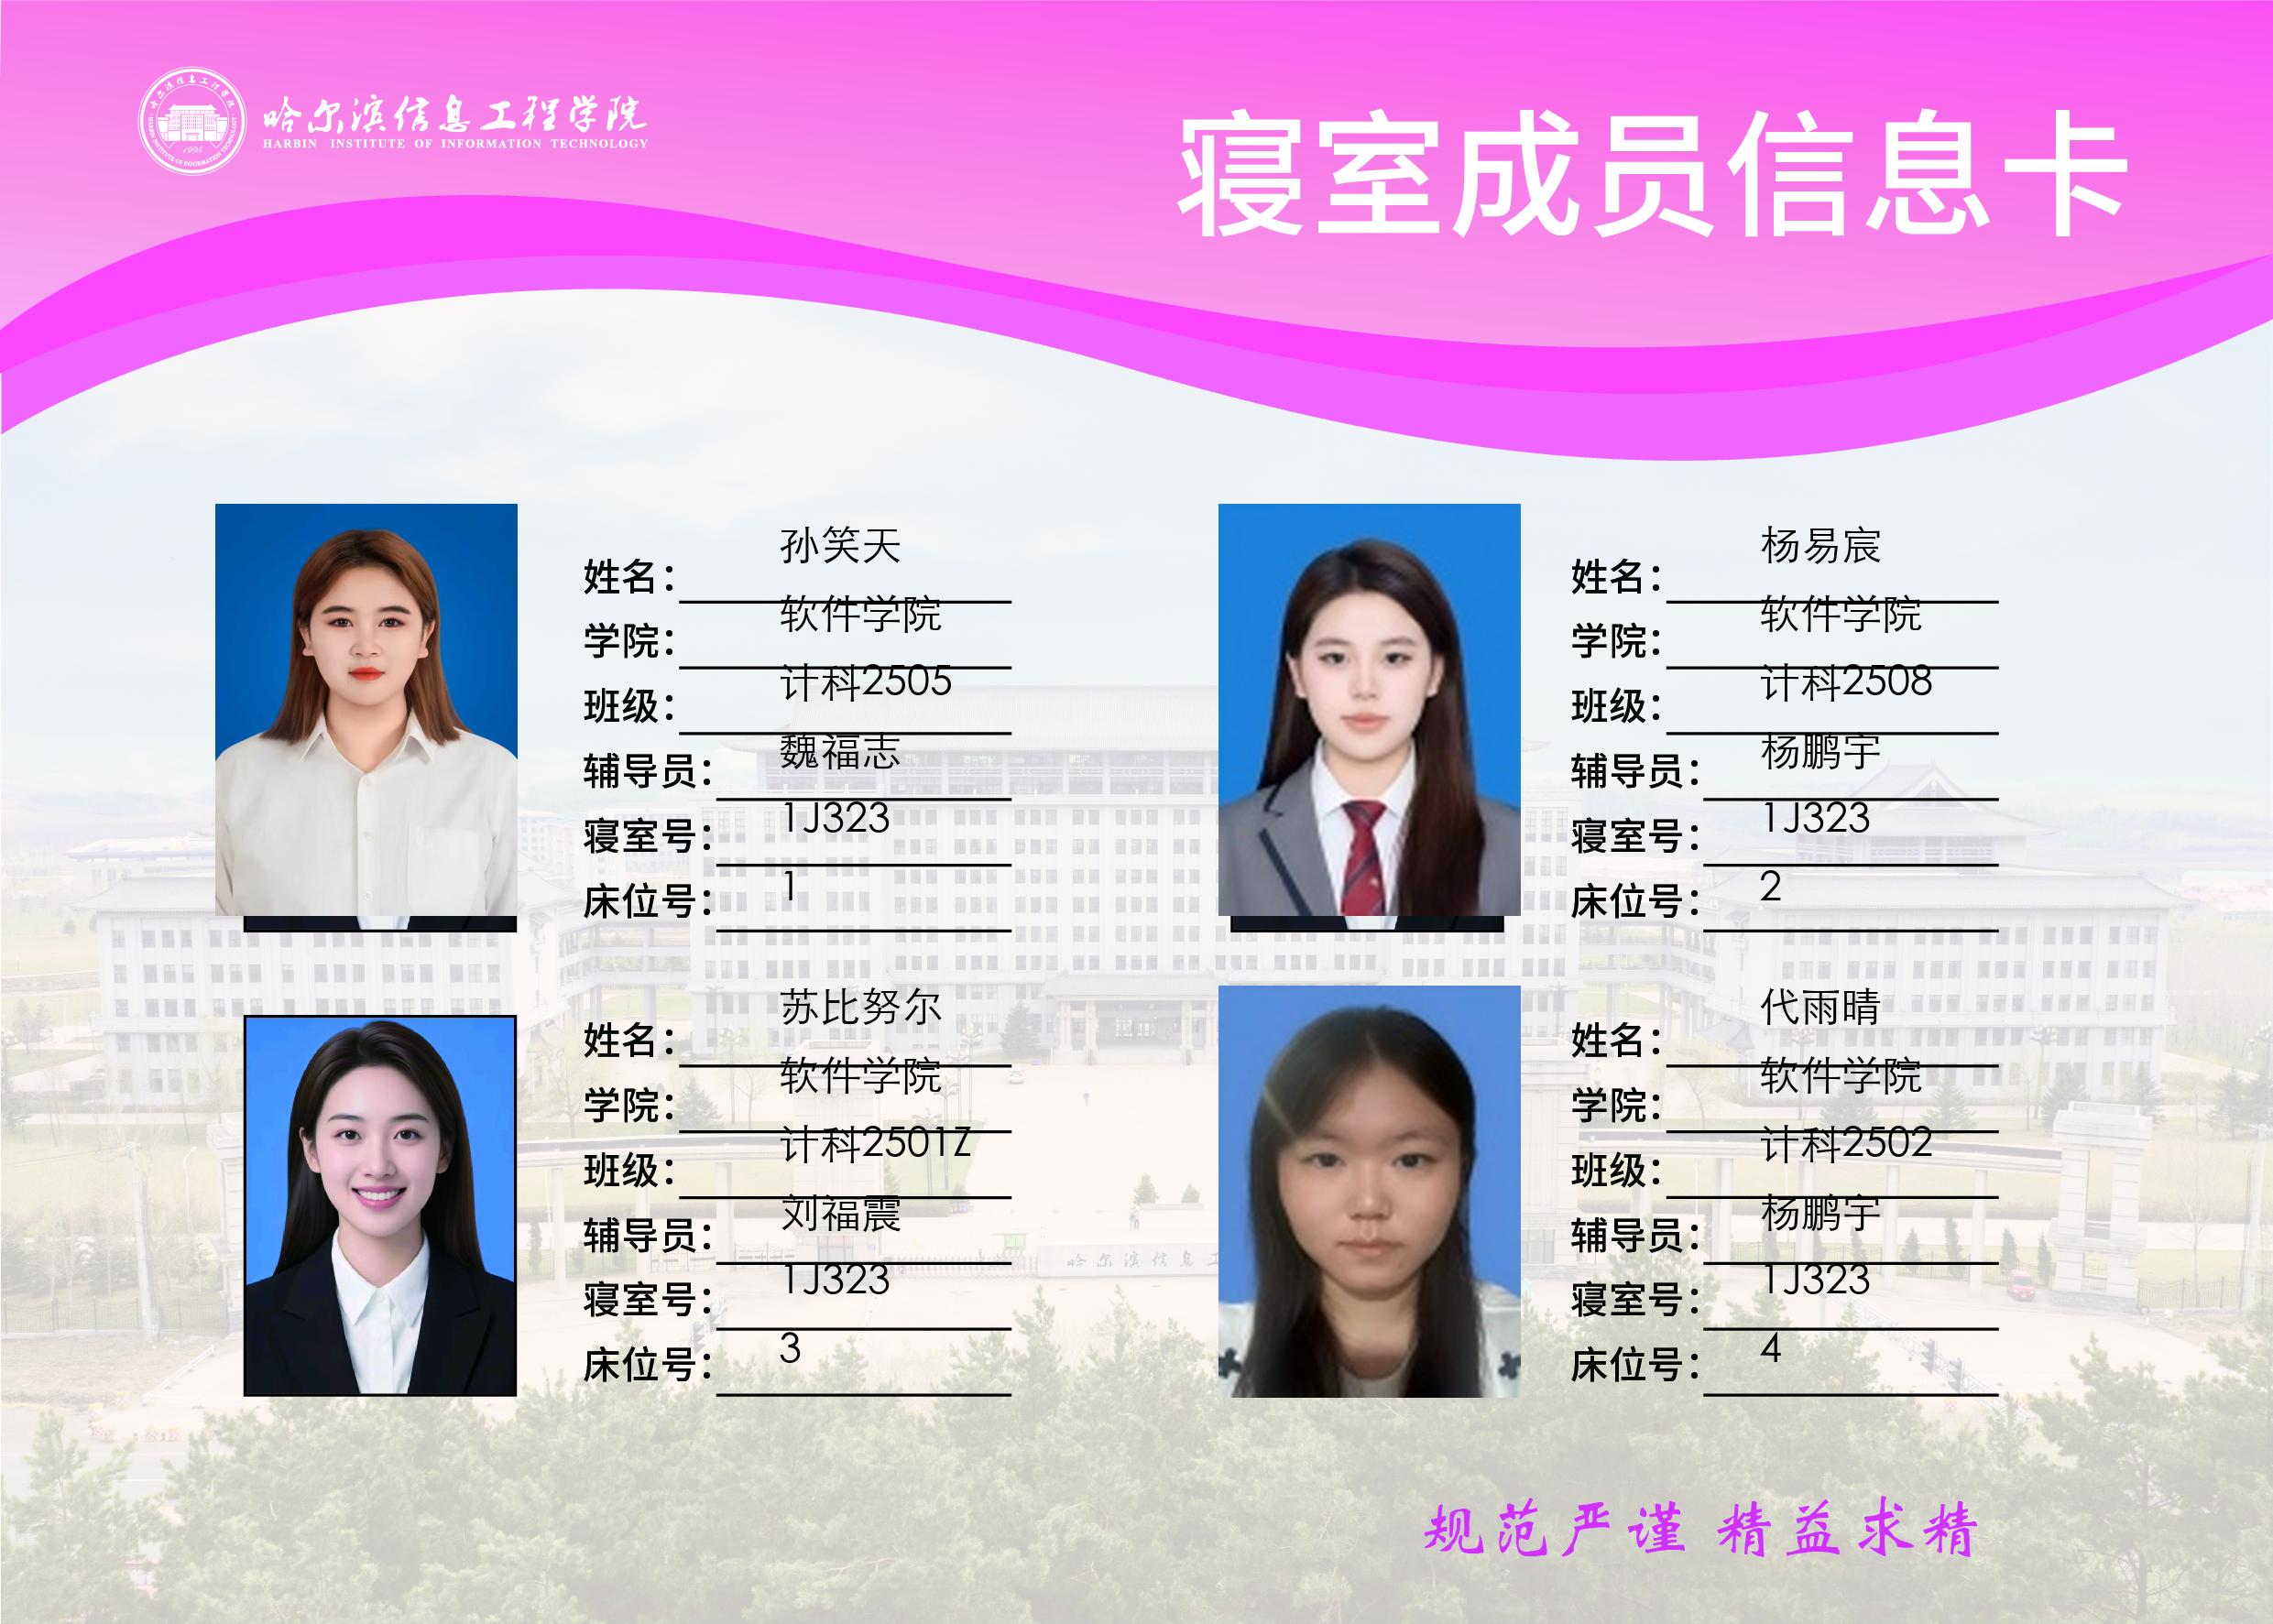 哈尔滨信息工程学院
HARBIN INSTITUTE OF INFORMATION TECHNOLOGY
1995
寝室成员信息卡
姓名：孙笑天
学院：软件学院
班级：计科2505
辅导员：魏福志
寝室号：1J323
床位号：1
姓名：杨易宸
学院：软件学院
班级：计科2508
辅导员：杨鹏宇
寝室号：1J323
床位号：2
姓名：苏比努尔
学院：软件学院
班级：计科2501Z
辅导员：刘福震
寝室号：1J323
床位号：3
姓名：代雨晴
学院：软件学院
班级：计科2502
辅导员：杨鹏宇
寝室号：1J323
床位号：4
哈尔滨信息工
规范严谨 精益求精